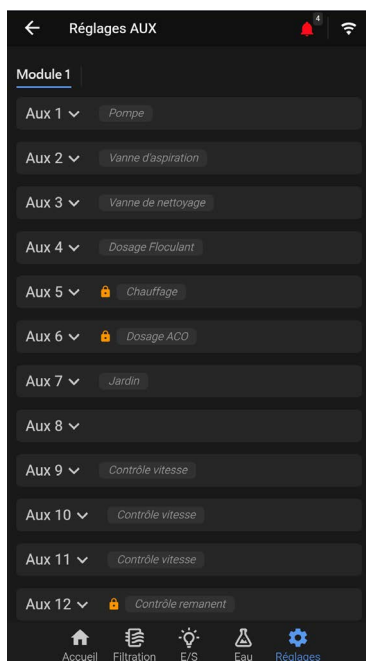 Réglages AUX
4
Module 1
Aux 1 Pompe
Aux 2 Vanne d'aspiration
Aux 3 Vanne de nettoyage
Aux 4 Dosage Floculant
Aux 5 Chauffage
Aux 6 Dosage ACO
Aux 7 Jardin
Aux 8
Aux 9 Contrôle vitesse
Aux 10 Contrôle vitesse
Aux 11 Contrôle vitesse
Aux 12 Contrôle remanent
Accueil Filtration E/S Eau Réglages